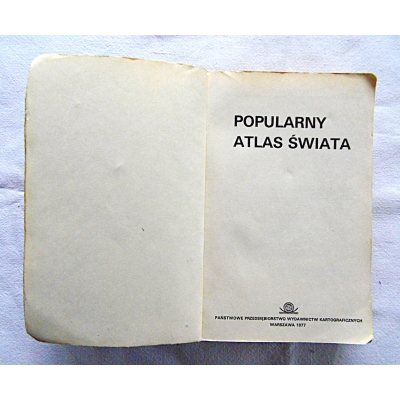 POPULARNY
ATLAS ŚWIATA
PAŃSTWOWE PRZEDSIĘBIORSTWO WYDAWNICTW KARTOGRAFICZNYCH
WARSZAWA 1977